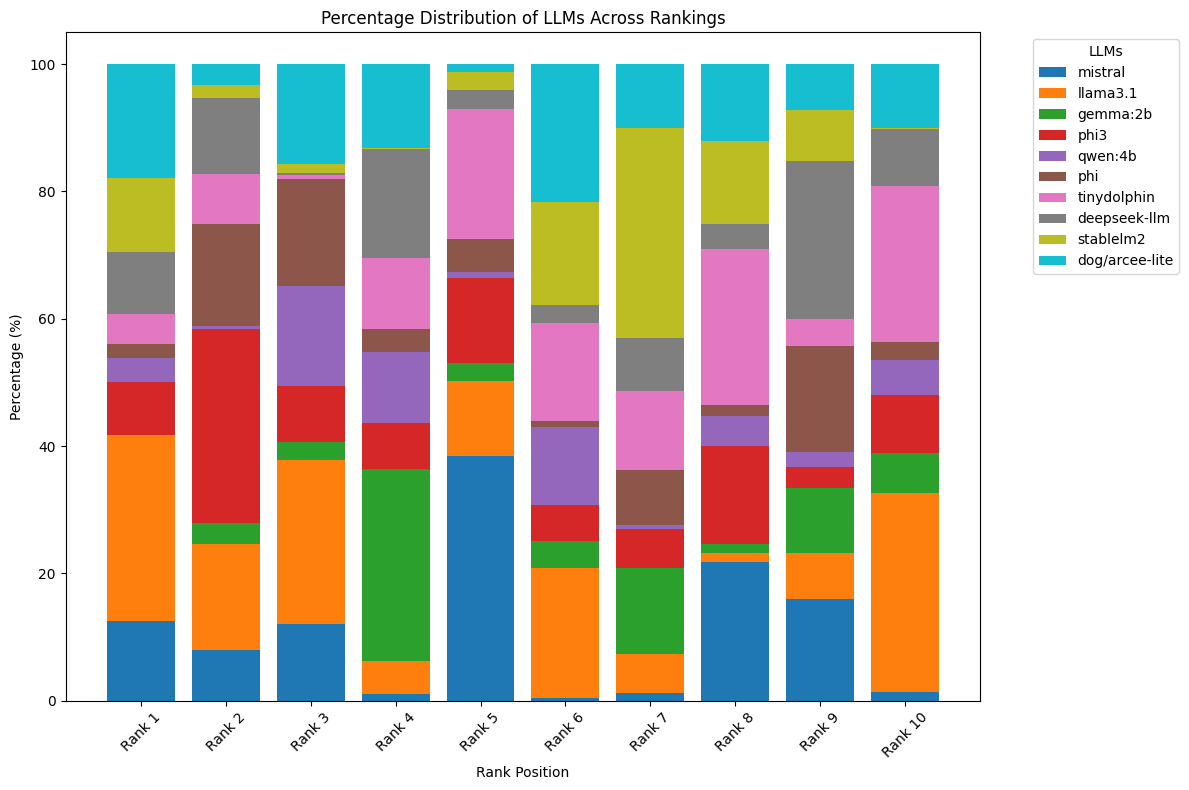 Percentage Distribution of LLMs Across Rankings
LLMs
mistral
llama3.1
gemma:2b
phi3
qwen:4b
phi
tinydolphin
deepseek-llm
stablelm2
dog/arcee-lite
Percentage (%)
100
80
60
40
20
0
Rank 1 Rank 2 Rank 3 Rank 4 Rank 5 Rank 6 Rank 7 Rank 8 Rank 9 Rank 10
Rank Position